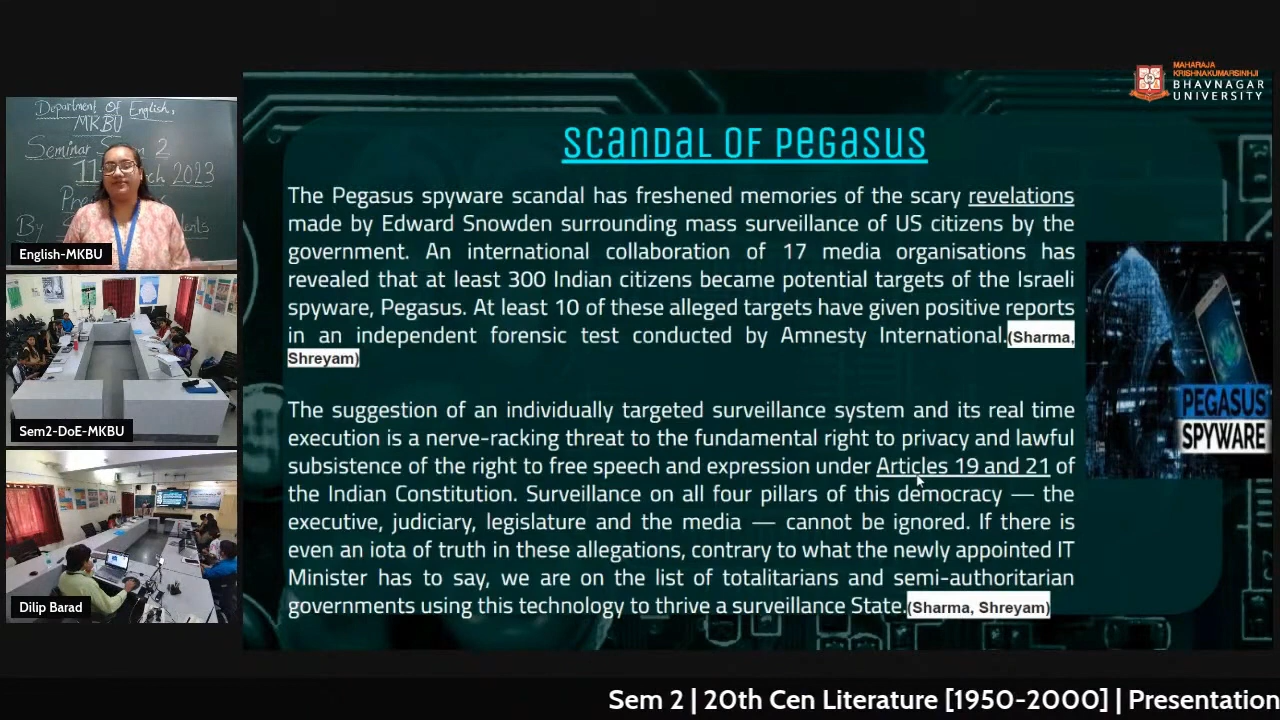 MAHARAJA
KRISHNAKUMARSINHJI
BHAVNAGAR
UNIVERSITY
Department Of English,
MKBU
Seminar Sem 2
11 March 2023
By
English-MKBU
Sem2-DoE-MKBU
Dilip Barad
SCANDAL OF PEGASUS
The Pegasus spyware scandal has freshened memories of the scary revelations
made by Edward Snowden surrounding mass surveillance of US citizens by the
government. An international collaboration of 17 media organisations has
revealed that at least 300 Indian citizens became potential targets of the Israeli
spyware, Pegasus. At least 10 of these alleged targets have given positive reports
in an independent forensic test conducted by Amnesty International.(Sharma,
Shreyam)
The suggestion of an individually targeted surveillance system and its real time
execution is a nerve-racking threat to the fundamental right to privacy and lawful
subsistence of the right to free speech and expression under Articles 19 and 21 of
the Indian Constitution. Surveillance on all four pillars of this democracy — the
executive, judiciary, legislature and the media — cannot be ignored. If there is
even an iota of truth in these allegations, contrary to what the newly appointed IT
Minister has to say, we are on the list of totalitarians and semi-authoritarian
governments using this technology to thrive a surveillance State.(Sharma, Shreyam)
PEGASUS
SPYWARE
Sem 2 | 20th Cen Literature [1950-2000] | Presentation